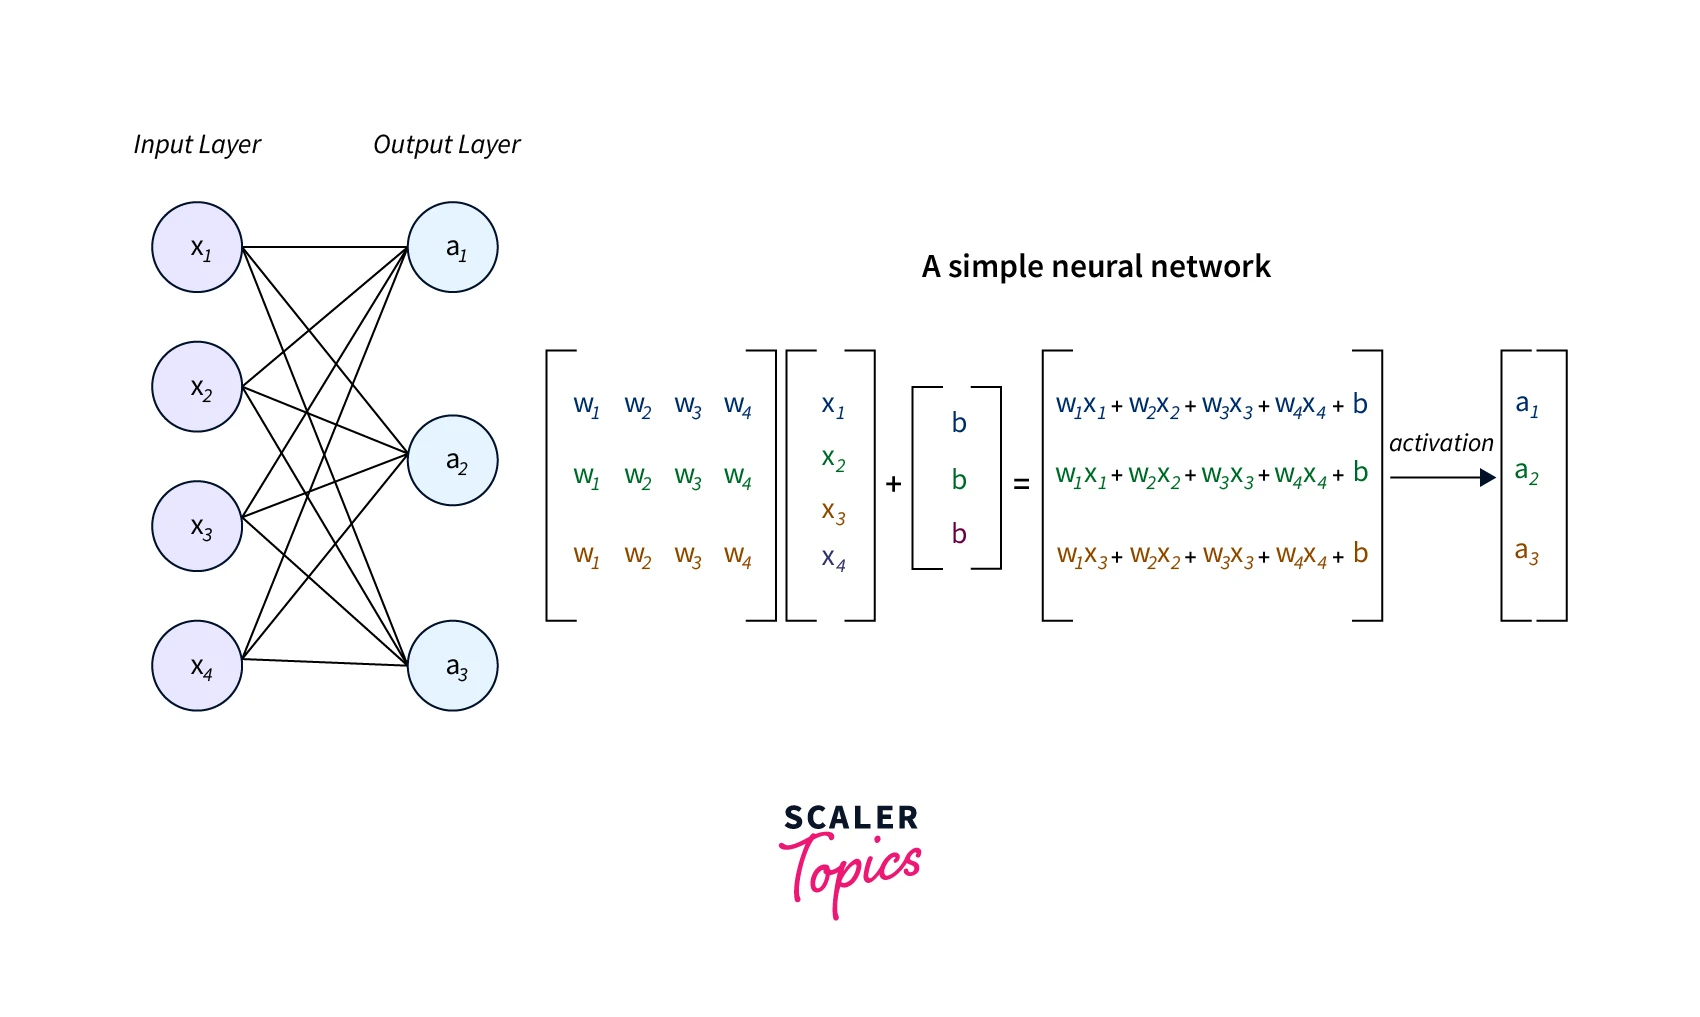 Input Layer
Output Layer
x1
x2
x3
x4
a1
a2
a3
A simple neural network
w1 w2 w3 w4
w1 w2 w3 w4
w1 w2 w3 w4
x1
x2
x3
x4
+
b
b
b
=
w1x1 + w2x2 + w3x3 + w4x4 + b
w1x1 + w2x2 + w3x3 + w4x4 + b
w1x3 + w2x2 + w3x3 + w4x4 + b
activation
a1
a2
a3
SCALER
Topics